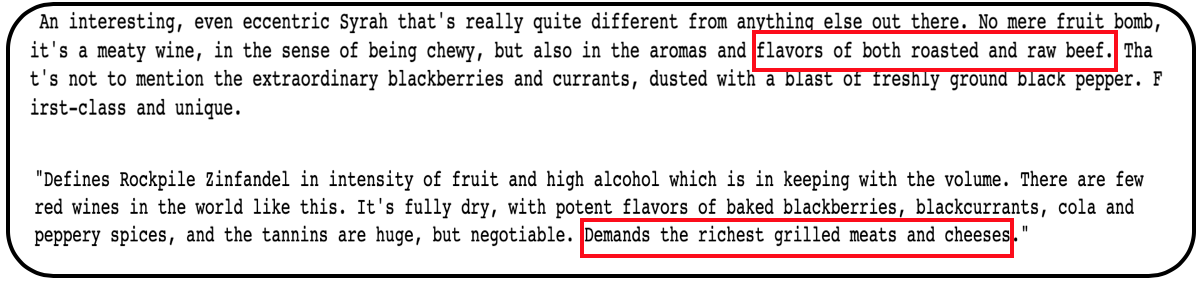 An interesting, even eccentric Syrah that's really quite different from anything else out there. No mere fruit bomb,
it's a meaty wine, in the sense of being chewy, but also in the aromas and flavors of both roasted and raw beef. Tha
t's not to mention the extraordinary blackberries and currants, dusted with a blast of freshly ground black pepper. F
irst-class and unique.
"Defines Rockpile Zinfandel in intensity of fruit and high alcohol which is in keeping with the volume. There are few
red wines in the world like this. It's fully dry, with potent flavors of baked blackberries, blackcurrants, cola and
peppery spices, and the tannins are huge, but negotiable. Demands the richest grilled meats and cheeses."